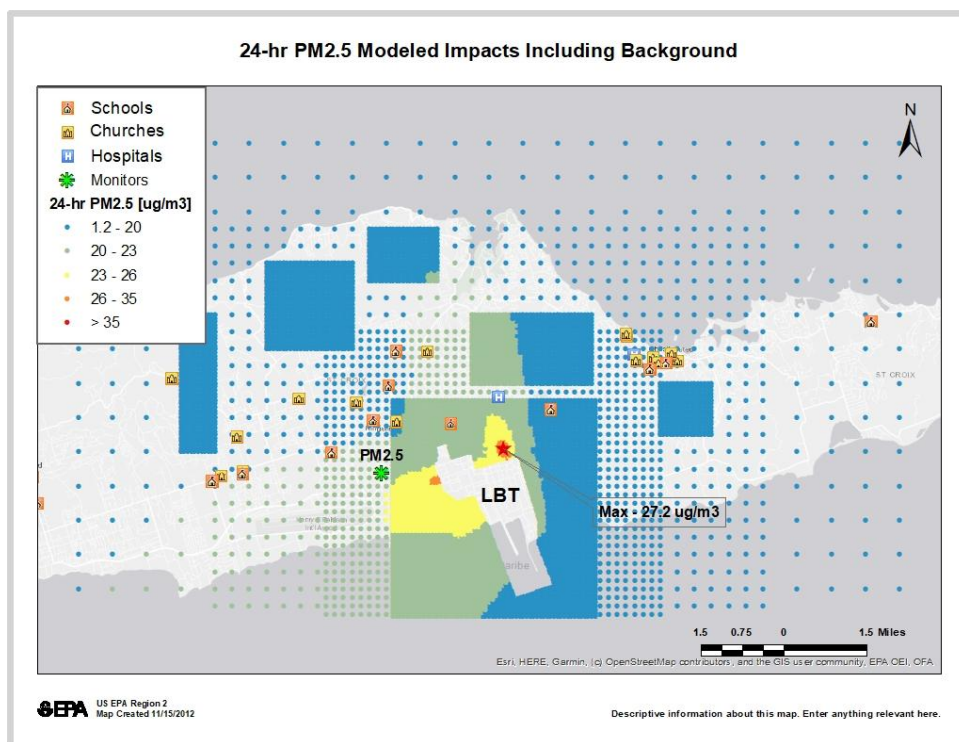 24-hr PM2.5 Modeled Impacts Including Background
Schools
Churches
Hospitals
Monitors
24-hr PM2.5 [ug/m3]
1.2 - 20
20 - 23
23 - 26
26 - 35
> 35
N
ST CROIX
ST CROIX
H
PM2.5
LBT
Max - 27.2 ug/m3
aribe
1.5 0.75 0 1.5 Miles
Esri, HERE, Garmin, (c) OpenStreetMap contributors, and the GIS user community, EPA OEI, OFA
EPA
US EPA Region 2
Map Created 11/15/2012
Descriptive information about this map. Enter anything relevant here.